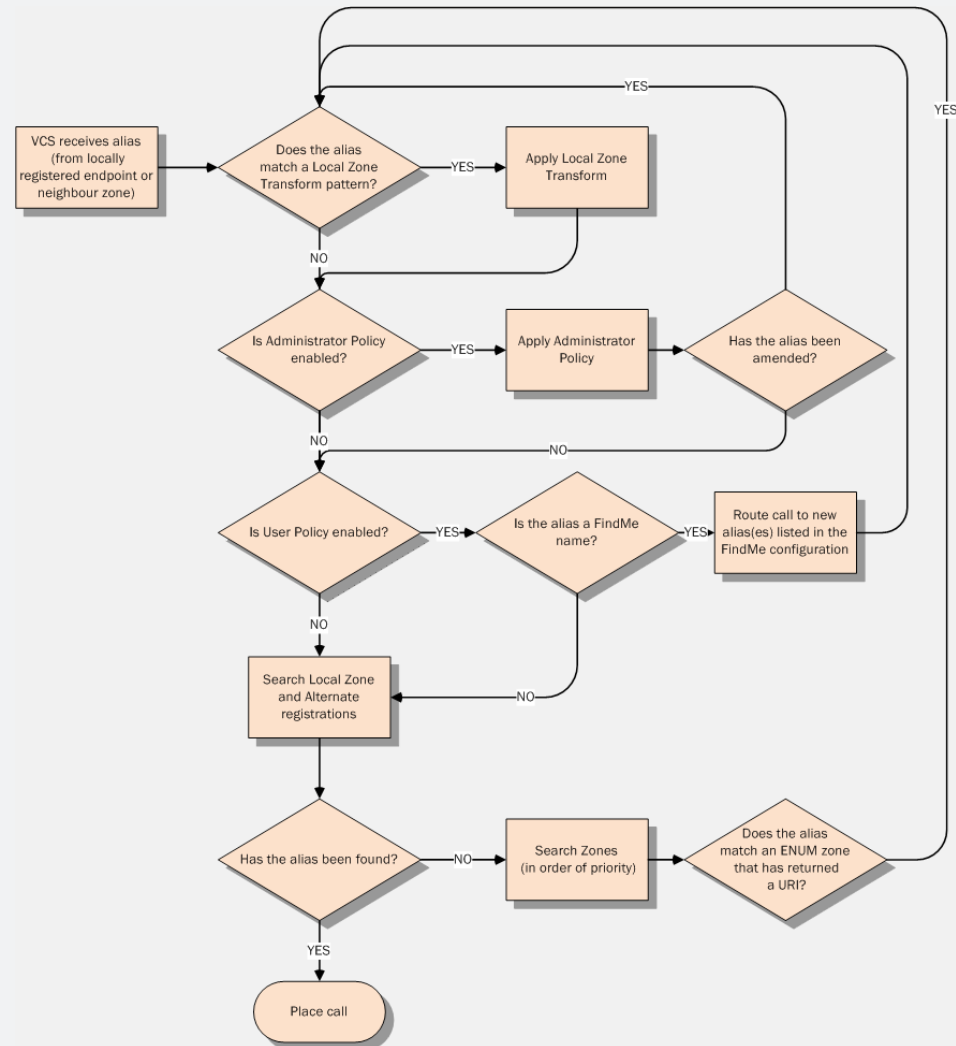 YES
YES
VCS receives alias
(from locally
registered endpoint or
neighbour zone)
Does the alias
match a Local Zone
Transform pattern?
YES
Apply Local Zone
Transform
NO
Is Administrator Policy
enabled?
YES
Apply Administrator
Policy
Has the alias been
amended?
NO
NO
Is User Policy enabled?
YES
Is the alias a FindMe
name?
YES
Route call to new
alias(es) listed in the
FindMe configuration
NO
Search Local Zone
and Alternate
registrations
NO
Has the alias been found?
NO
Search Zones
(in order of priority)
Does the alias
match an ENUM zone
that has returned
a URI?
YES
Place call